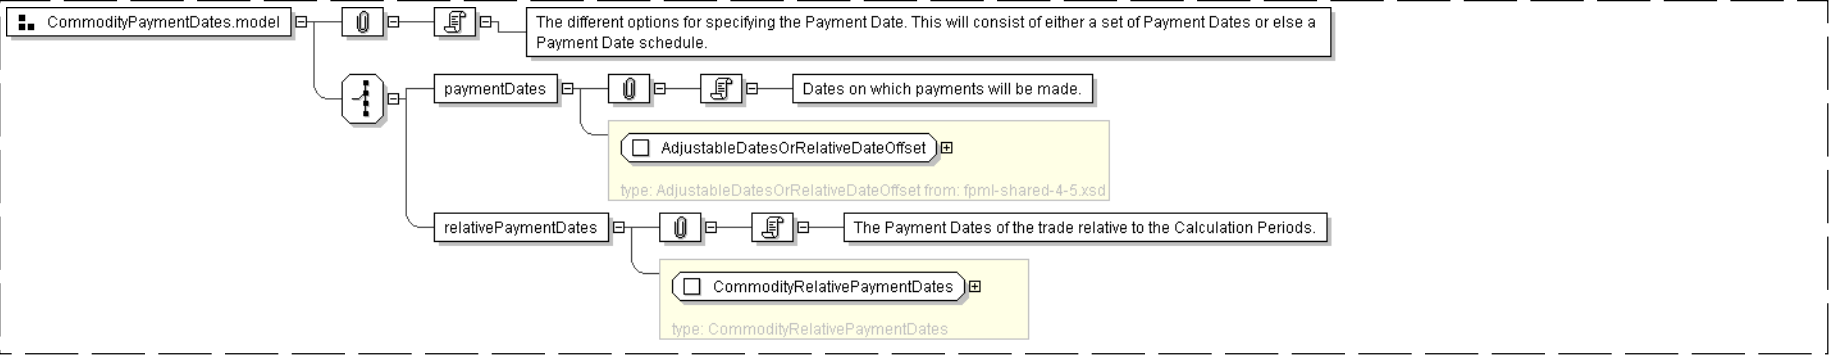 CommodityPaymentDates.model
The different options for specifying the Payment Date. This will consist of either a set of Payment Dates or else a
Payment Date schedule.
paymentDates
Dates on which payments will be made.
AdjustableDatesOrRelativeDateOffset
type: AdjustableDatesOrRelativeDateOffset from: fpml-shared-4-5.xsd
relativePaymentDates
The Payment Dates of the trade relative to the Calculation Periods.
CommodityRelativePaymentDates
type: CommodityRelativePaymentDates